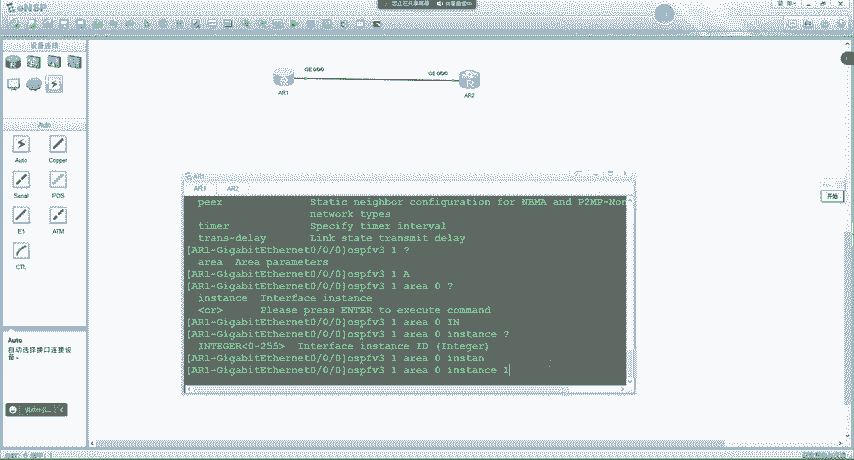 eNSP
设备连接
GE 0/0/0
GE 0/0/0
AR1
AR2
Auto
Auto
Copper
Serial
POS
E1
ATM
CTL
Auto
自动选择接口连接设
备。
开始
AR1
AR1
AR2
peer Static neighbor configuration for NBMA and P2MP-Non
network types
timer Specify timer interval
trans-delay Link state transmit delay
[AR1-GigabitEthernet0/0/0]ospfv3 1 ?
area Area parameters
[AR1-GigabitEthernet0/0/0]ospfv3 1 A
[AR1-GigabitEthernet0/0/0]ospfv3 1 area 0 ?
instance Interface instance
<cr> Please press ENTER to execute command
[AR1-GigabitEthernet0/0/0]ospfv3 1 area 0 IN
[AR1-GigabitEthernet0/0/0]ospfv3 1 area 0 instance ?
INTEGER<0-255> Interface instance ID (Integer)
[AR1-GigabitEthernet0/0/0]ospfv3 1 area 0 instan
[AR1-GigabitEthernet0/0/0]ospfv3 1 area 0 instance 1